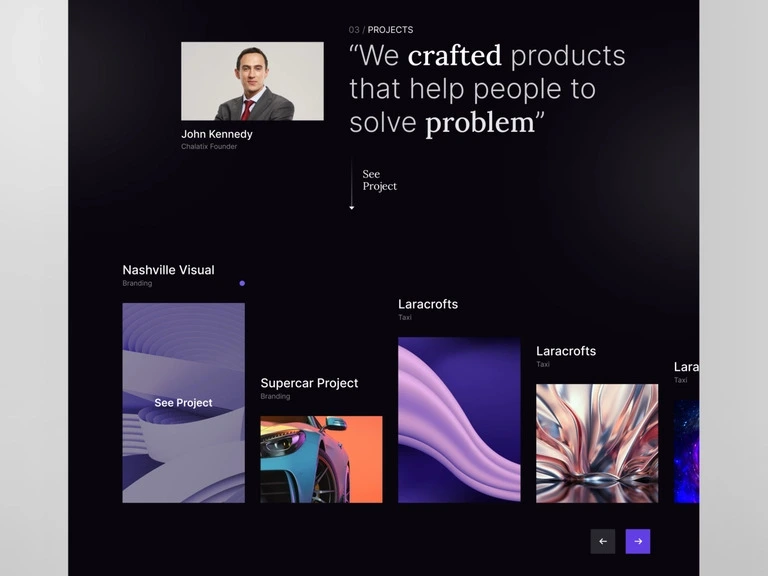 03 / PROJECTS
“We crafted products
that help people to
solve problem”
John Kennedy
Chalatix Founder
See
Project
Nashville Visual
Branding
See Project
Supercar Project
Branding
Laracrofts
Taxi
Laracrofts
Taxi
Lara
Taxi